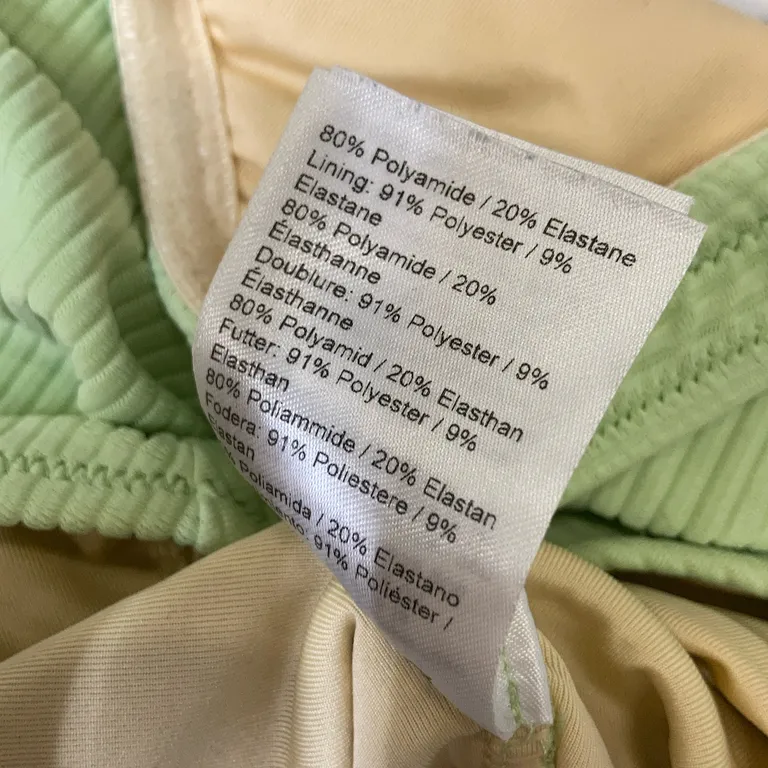 80% Polyamide / 20% Elastane
Lining: 91% Polyester / 9%
Elastane
80% Polyamide / 20%
Élasthanne
Doublure: 91% Polyester / 9%
Élasthanne
80% Polyamid / 20% Elasthan
Futter: 91% Polyester / 9%
Elasthan
80% Poliammide / 20% Elastan
Fodera: 91% Poliestere / 9%
Poliamida / 20% Elastano
91% Poliéster /